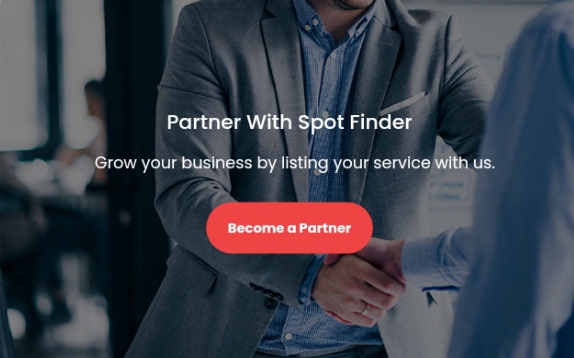 Partner With Spot Finder
Grow your business by listing your service with us.
Become a Partner